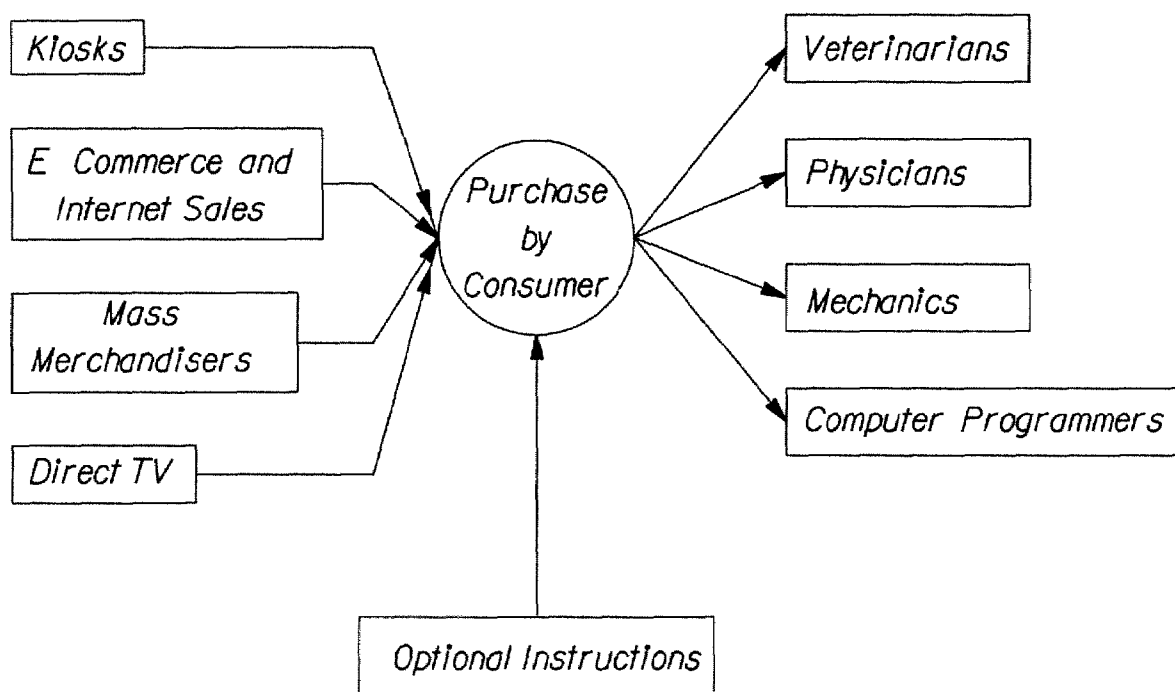 Kiosks
E Commerce and
Internet Sales
Mass
Merchandisers
Direct TV
Purchase
by
Consumer
Veterinarians
Physicians
Mechanics
Computer Programmers
Optional Instructions